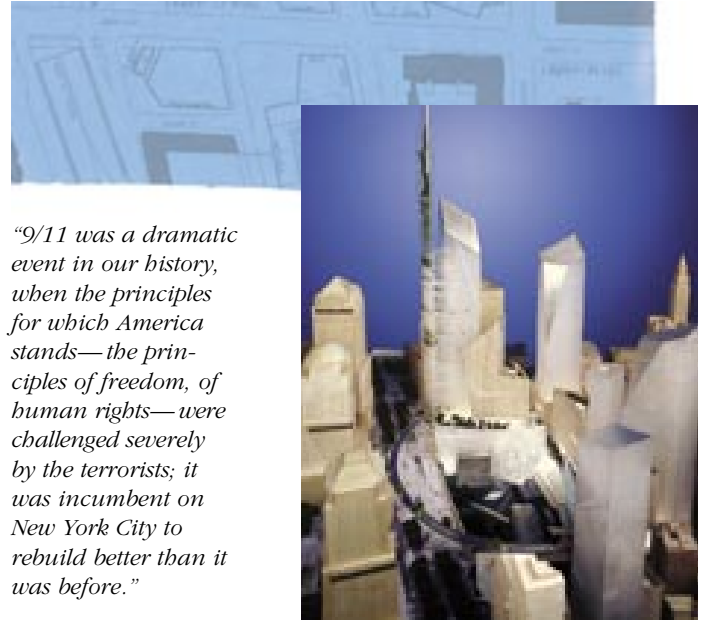 “9/11 was a dramatic
event in our history,
when the principles
for which America
stands—the prin-
ciples of freedom, of
human rights—were
challenged severely
by the terrorists; it
was incumbent on
New York City to
rebuild better than it
was before.”